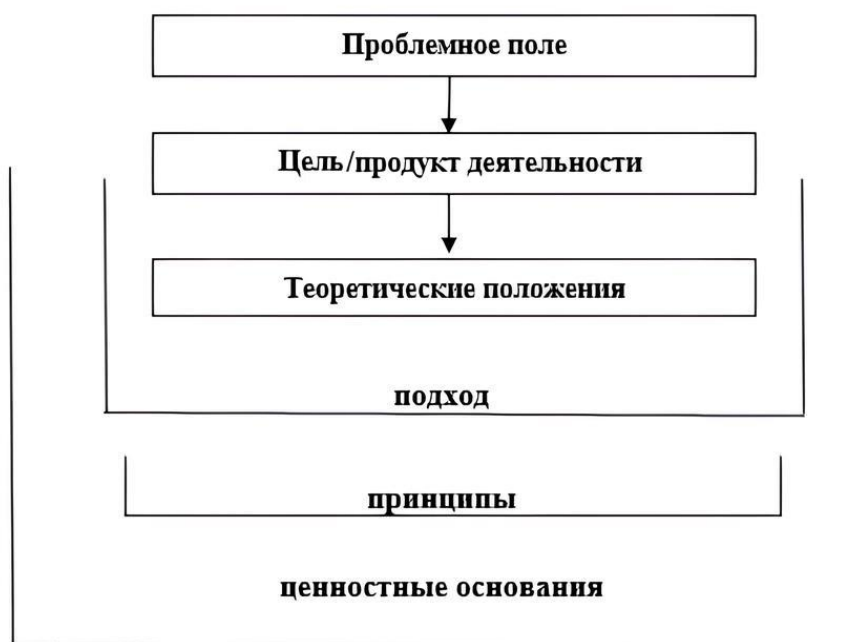 Проблемное поле
Цель/продукт деятельности
Теоретические положения
подход
принципы
ценностные основания